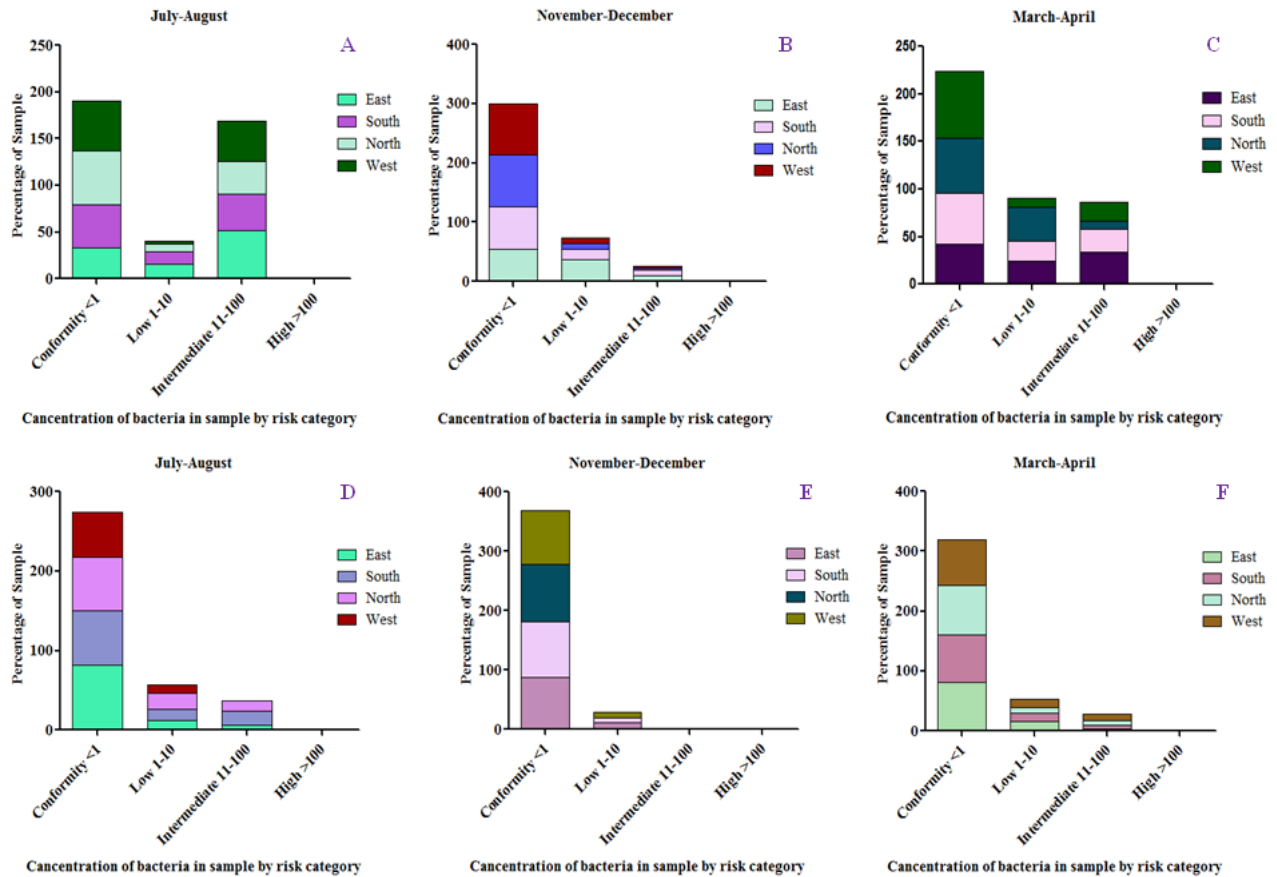 July-August
A
250
200
150
100
50
0
Percentage of Sample
East
South
North
West
Conformity <1
Low 1-10
Intermediate 11-100
High >100
Cancentration of bacteria in sample by risk category
November-December
B
400
300
200
100
0
Percentage of Sample
East
South
North
West
Conformity <1
Low 1-10
Intermediate 11-100
High >100
Cancentration of bacteria in sample by risk category
March-April
C
250
200
150
100
50
0
Percentage of Sample
East
South
North
West
Conformity <1
Low 1-10
Intermediate 11-100
High >100
Cancentration of bacteria in sample by risk category
July-August
D
300
200
100
0
Percentage of Sample
East
South
North
West
Conformity <1
Low 1-10
Intermediate 11-100
High >100
Cancentration of bacteria in sample by risk category
November-December
E
400
300
200
100
0
Percentage of Sample
East
South
North
West
Conformity <1
Low 1-10
Intermediate 11-100
High >100
Cancentration of bacteria in sample by risk category
March-April
F
400
300
200
100
0
Percentage of Sample
East
South
North
West
Conformity <1
Low 1-10
Intermediate 11-100
High >100
Cancentration of bacteria in sample by risk category